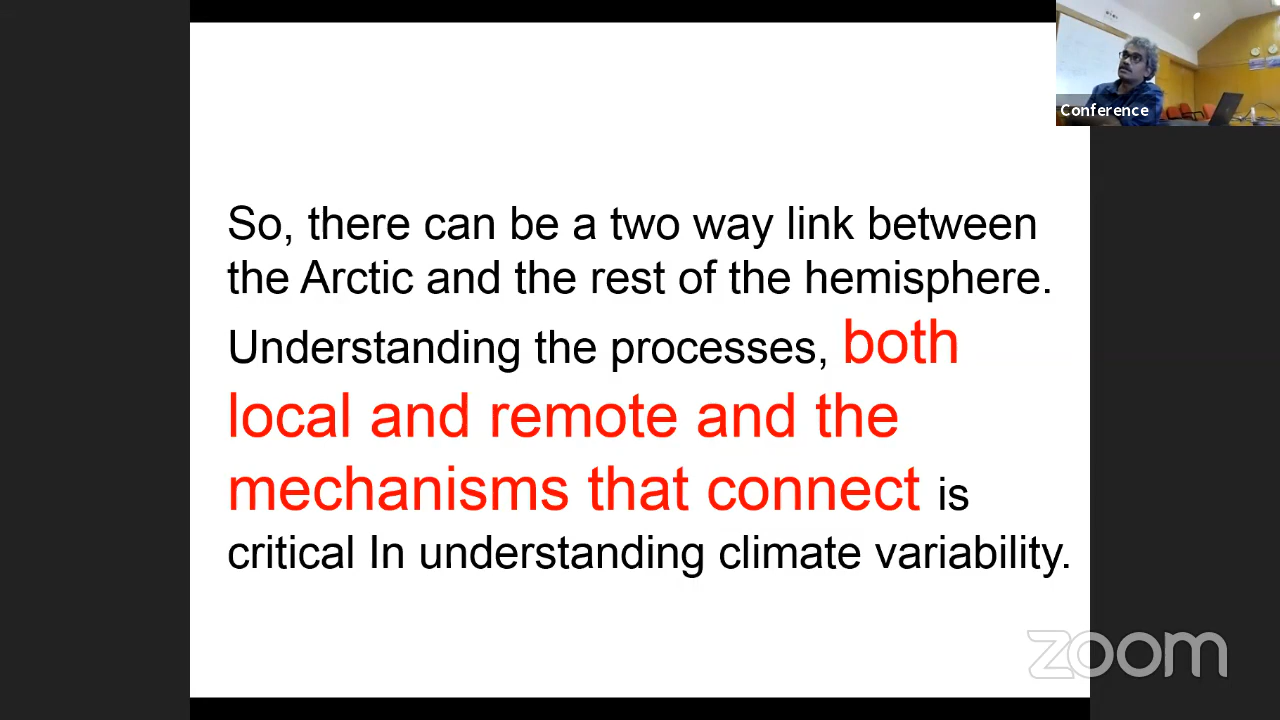 Conference
So, there can be a two way link between
the Arctic and the rest of the hemisphere.
Understanding the processes, both
local and remote and the
mechanisms that connect is
critical In understanding climate variability.
zoom